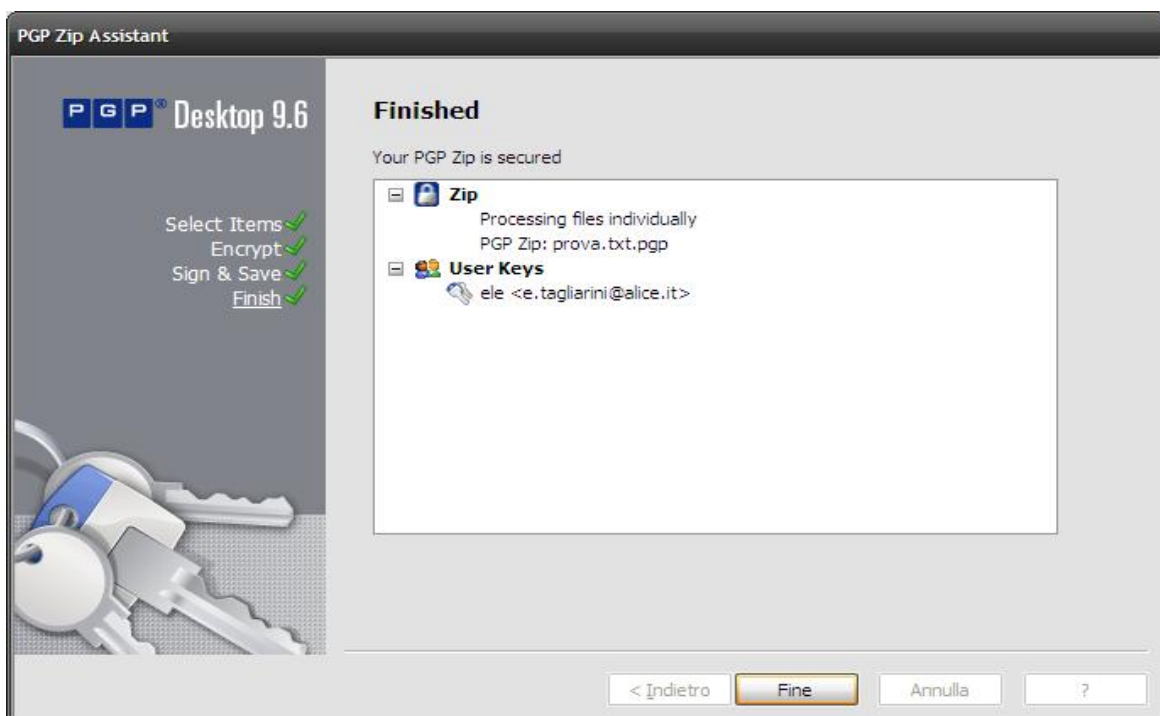 PGP Zip Assistant
PGP® Desktop 9.6
Select Items
Encrypt
Sign & Save
Finish
Finished
Your PGP Zip is secured
Zip
Processing files individually
PGP Zip: prova.txt.pgp
User Keys
ele <e.tagliarini@alice.it>
< Indietro
Fine
Annulla
?